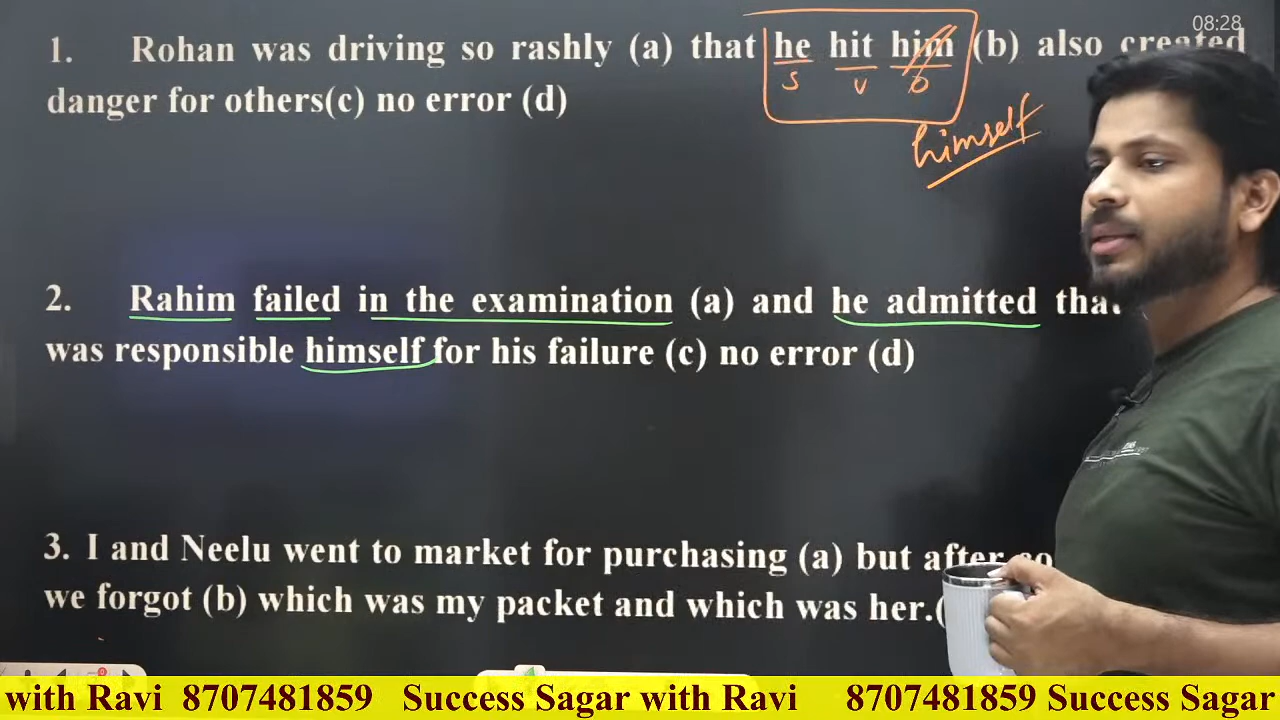 08:28
1. Rohan was driving so rashly (a) that he hit him (b) also created
s v o
danger for others(c) no error (d)
himself
2. Rahim failed in the examination (a) and he admitted that
was responsible himself for his failure (c) no error (d)
3. I and Neelu went to market for purchasing (a) but after
we forgot (b) which was my packet and which was her.(
with Ravi 8707481859 Success Sagar with Ravi 8707481859 Success Sagar